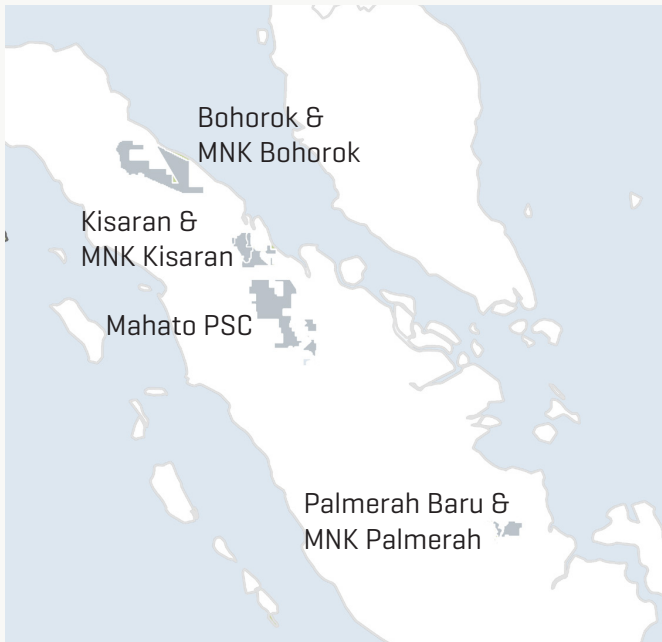 Bohorok &
MNK Bohorok
Kisaran &
MNK Kisaran
Mahato PSC
Palmerah Baru &
MNK Palmerah